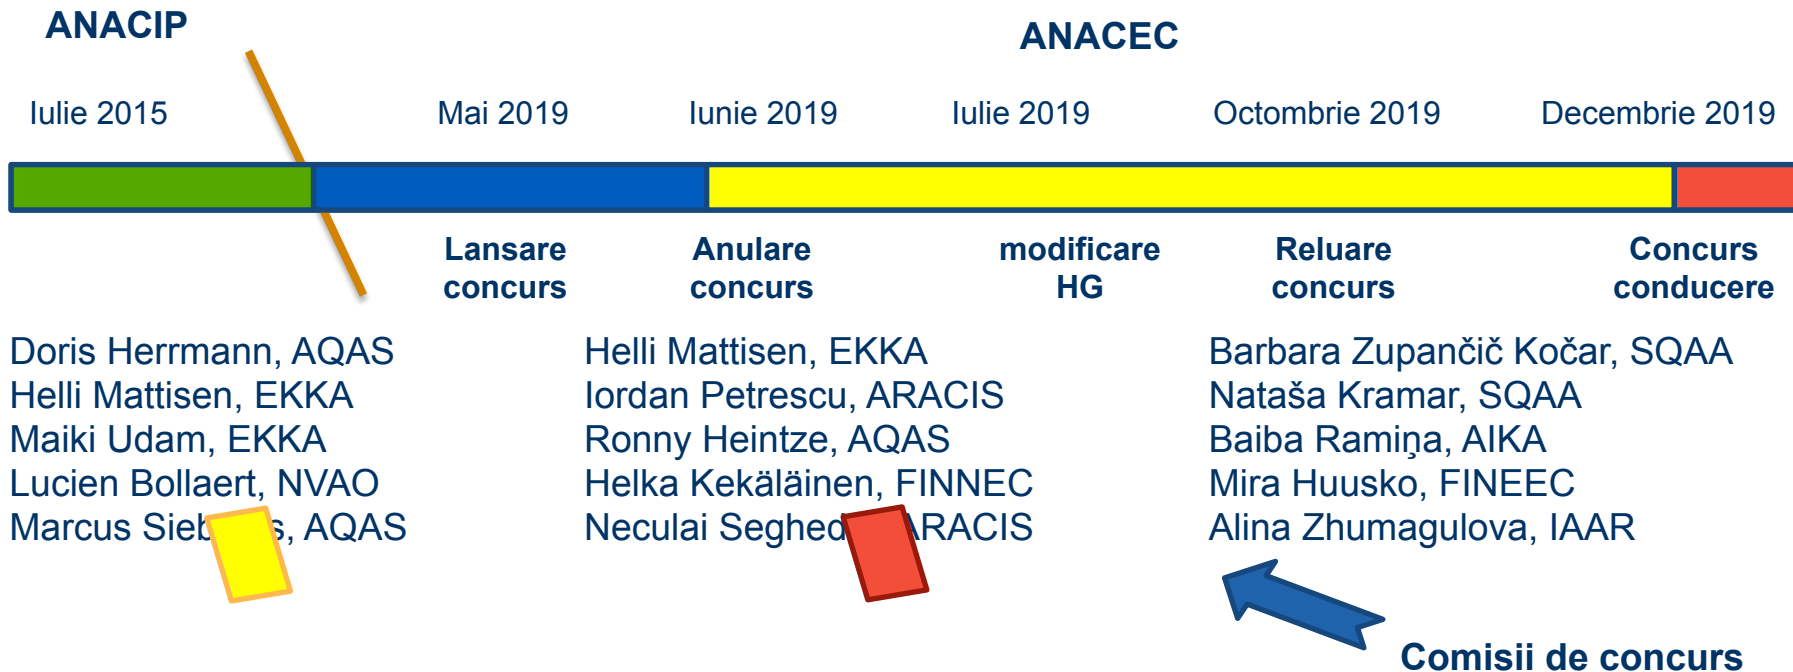 ANACIP
ANACEC
Iulie 2015
Mai 2019
Iunie 2019
Iulie 2019
Octombrie 2019
Decembrie 2019
Lansare
concurs
Anulare
concurs
modificare
HG
Reluare
concurs
Concurs
conducere
Doris Herrmann, AQAS
Helli Mattisen, EKKA
Maiki Udam, EKKA
Lucien Bollaert, NVAO
Marcus AQAS
Helli Mattisen, EKKA
Iordan Petrescu, ARACIS
Ronny Heintze, AQAS
Helka Kekäläinen, FINNEC
Neculai ARACIS
Barbara Zupančič Kočar, SQAA
Nataša Kramar, SQAA
Baiba Ramiņa, AIKA
Mira Huusko, FINEEC
Alina Zhumagulova, IAAR
Comisii de concurs